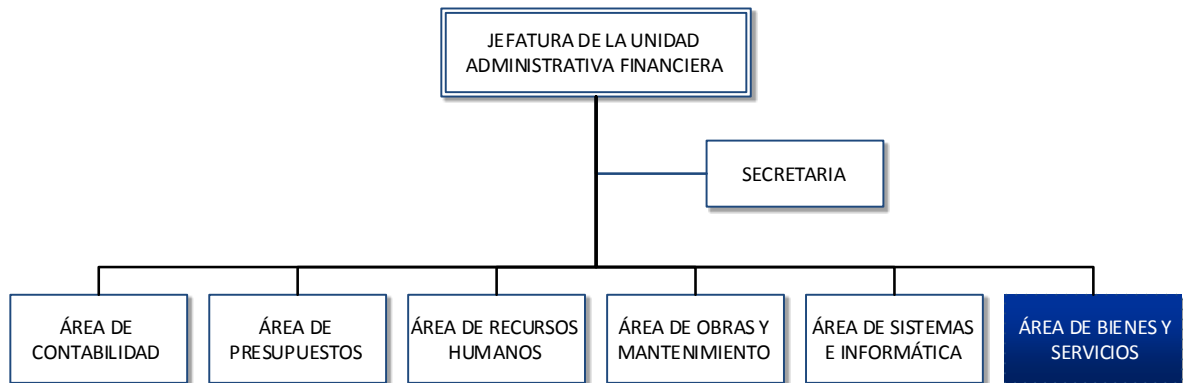 JEFATURA DE LA UNIDAD
ADMINISTRATIVA FINANCIERA
SECRETARIA
ÁREA DE
CONTABILIDAD
ÁREA DE
PRESUPUESTOS
ÁREA DE RECURSOS
HUMANOS
ÁREA DE OBRAS Y
MANTENIMIENTO
ÁREA DE SISTEMAS
E INFORMÁTICA
ÁREA DE BIENES Y
SERVICIOS